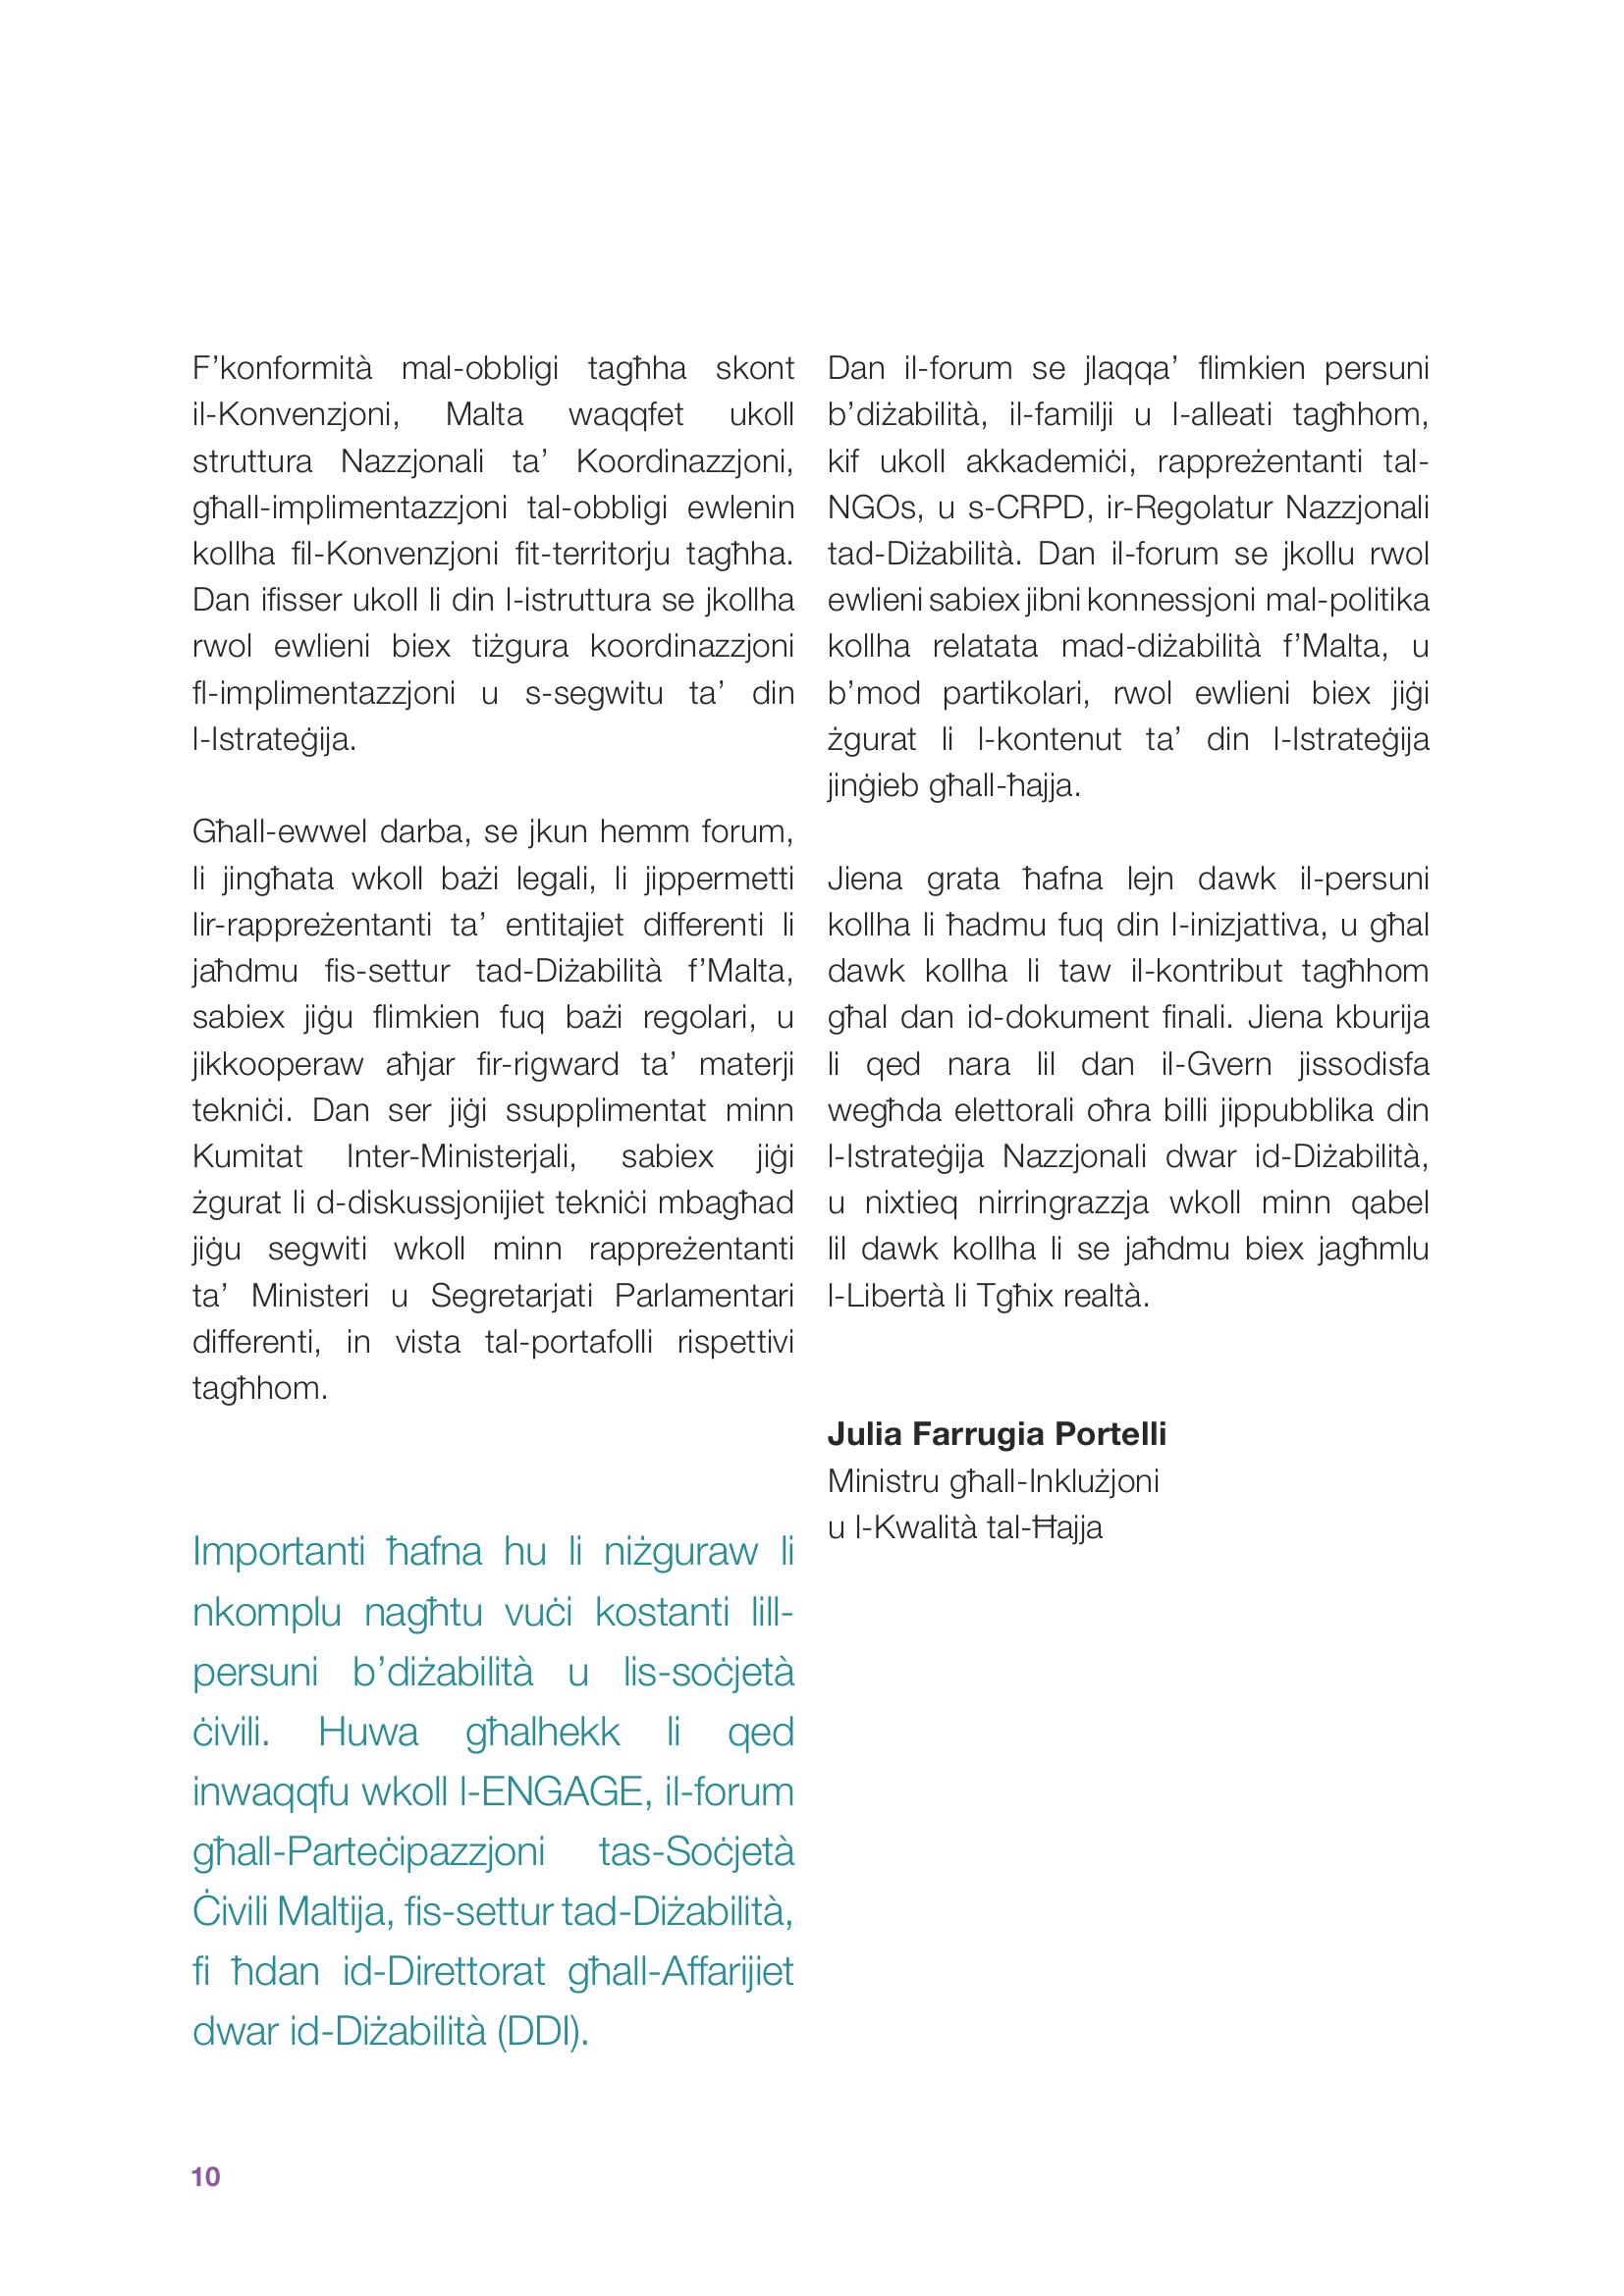 F’konformità mal-obbligi tagħha skont
il-Konvenzjoni, Malta waqqfet ukoll
struttura Nazzjonali ta’ Koordinazzjoni,
għall-implimentazzjoni tal-obbligi ewlenin
kollha fil-Konvenzjoni fit-territorju tagħha.
Dan ifisser ukoll li din l-istruttura se jkollha
rwol ewlieni biex tiżgura koordinazzjoni
fl-implimentazzjoni u s-segwitu ta’ din
l-Istrateġija.
Għall-ewwel darba, se jkun hemm forum,
li jingħata wkoll bażi legali, li jippermetti
lir-rappreżentanti ta’ entitajiet differenti li
jaħdmu fis-settur tad-Diżabilità f’Malta,
sabiex jiġu flimkien fuq bażi regolari, u
jikkooperaw aħjar fir-rigward ta’ materji
tekniċi. Dan ser jiġi ssupplimentat minn
Kumitat Inter-Ministerjali, sabiex jiġi
żgurat li d-diskussjonijiet tekniċi mbagħad
jiġu segwiti wkoll minn rappreżentanti
ta’ Ministeri u Segretarjati Parlamentari
differenti, in vista tal-portafolli rispettivi
tagħhom.
Importanti ħafna hu li niżguraw li
nkomplu nagħtu vuċi kostanti lill-
persuni b’diżabilità u lis-soċjetà
ċivili. Huwa għalhekk li qed
inwaqqfu wkoll l-ENGAGE, il-forum
għall-Parteċipazzjoni tas-Soċjetà
Ċivili Maltija, fis-settur tad-Diżabilità,
fi ħdan id-Direttorat għall-Affarijiet
dwar id-Diżabilità (DDI).
Dan il-forum se jlaqqa’ flimkien persuni
b’diżabilità, il-familji u l-alleati tagħhom,
kif ukoll akkademiċi, rappreżentanti tal-
NGOs, u s-CRPD, ir-Regolatur Nazzjonali
tad-Diżabilità. Dan il-forum se jkollu rwol
ewlieni sabiex jibni konnessjoni mal-politika
kollha relatata mad-diżabilità f’Malta, u
b’mod partikolari, rwol ewlieni biex jiġi
żgurat li l-kontenut ta’ din l-Istrateġija
jinġieb għall-ħajja.
Jiena grata ħafna lejn dawk il-persuni
kollha li ħadmu fuq din l-inizjattiva, u għal
dawk kollha li taw il-kontribut tagħhom
għal dan id-dokument finali. Jiena kburija
li qed nara lil dan il-Gvern jissodisfa
wegħda elettorali oħra billi jippubblika din
l-Istrateġija Nazzjonali dwar id-Diżabilità,
u nixtieq nirringrazzja wkoll minn qabel
lil dawk kollha li se jaħdmu biex jagħmlu
l-Libertà li Tgħix realtà.
Julia Farrugia Portelli
Ministru għall-Inklużjoni
u l-Kwalità tal-Ħajja
10